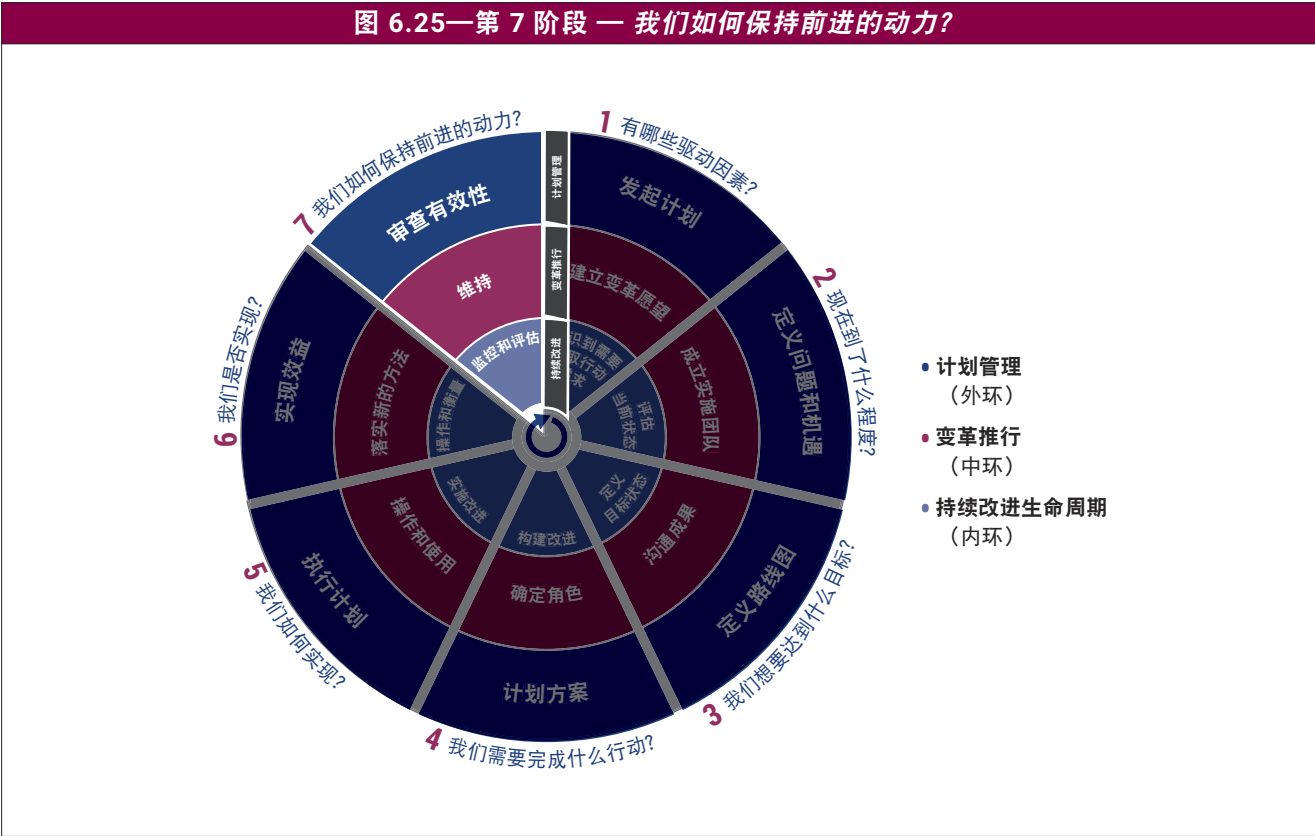 图 6.25—第 7 阶段 — 我们如何保持前进的动力？
1 有哪些驱动因素？
2 现在到了什么程度？
3 我们想要达到什么目标？
4 我们需要完成什么行动？
5 我们如何实现？
6 我们是否实现？
7 我们如何保持前进的动力？
计划管理
变革推行
持续改进
发起计划
定义问题和机遇
定义路线图
计划方案
执行计划
实现效益
审查有效性
建立变革愿望
成立实施团队
沟通成果
确定角色
操作和使用
落实新的方法
维持
识到需要
取行动
求
评估
当前状态
定义
目标状态
构建改进
实施改进
操作和衡量
监控和评估
• 计划管理
（外环）
• 变革推行
（中环）
• 持续改进生命周期
（内环）